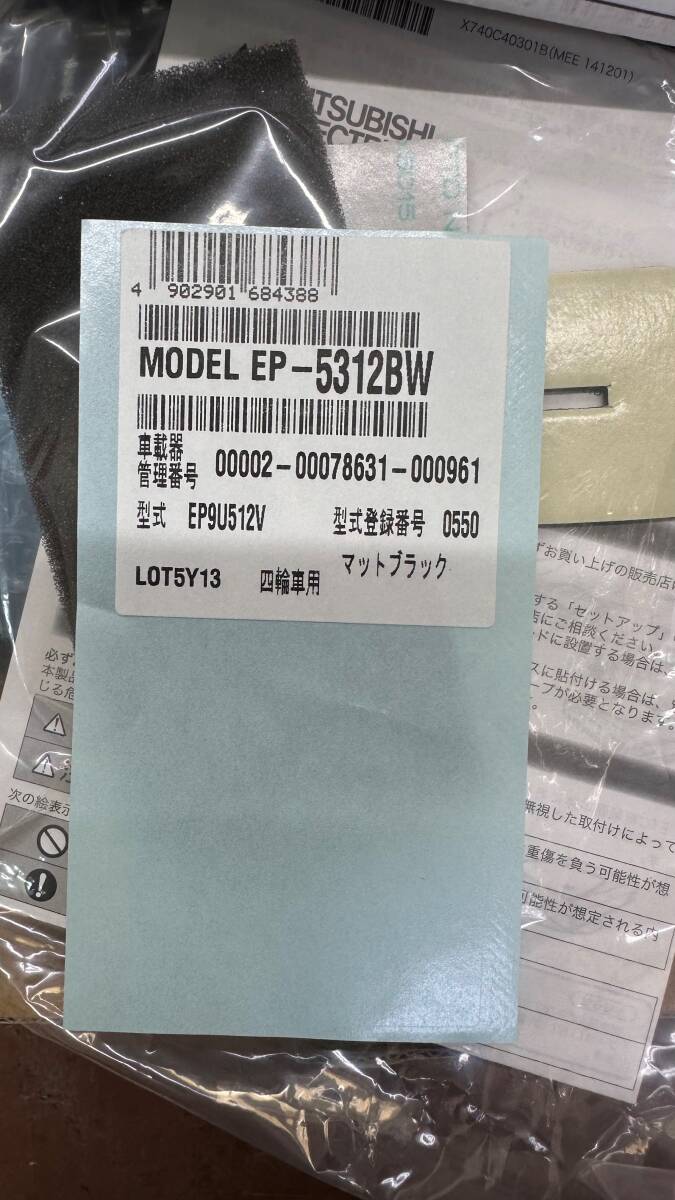 X740C40301B(MEE 141201)
MITSUBISHI
4 902901 684388
MODEL EP-5312BW
車載器
管理番号 00002-00078631-000961
型式 EP9U512V 型式登録番号 0550
LOT5Y13 四輪車用 マットブラック
ずお買い上げの販売店
する「セットアップ」
店にご相談ください
ドに設置する場合は、
スに貼付ける場合は、
ープが必要となります。
必ず
本製品
じる危
次の絵表示
無視した取付けによって
重傷を負う可能性が想
可能性が想定される内